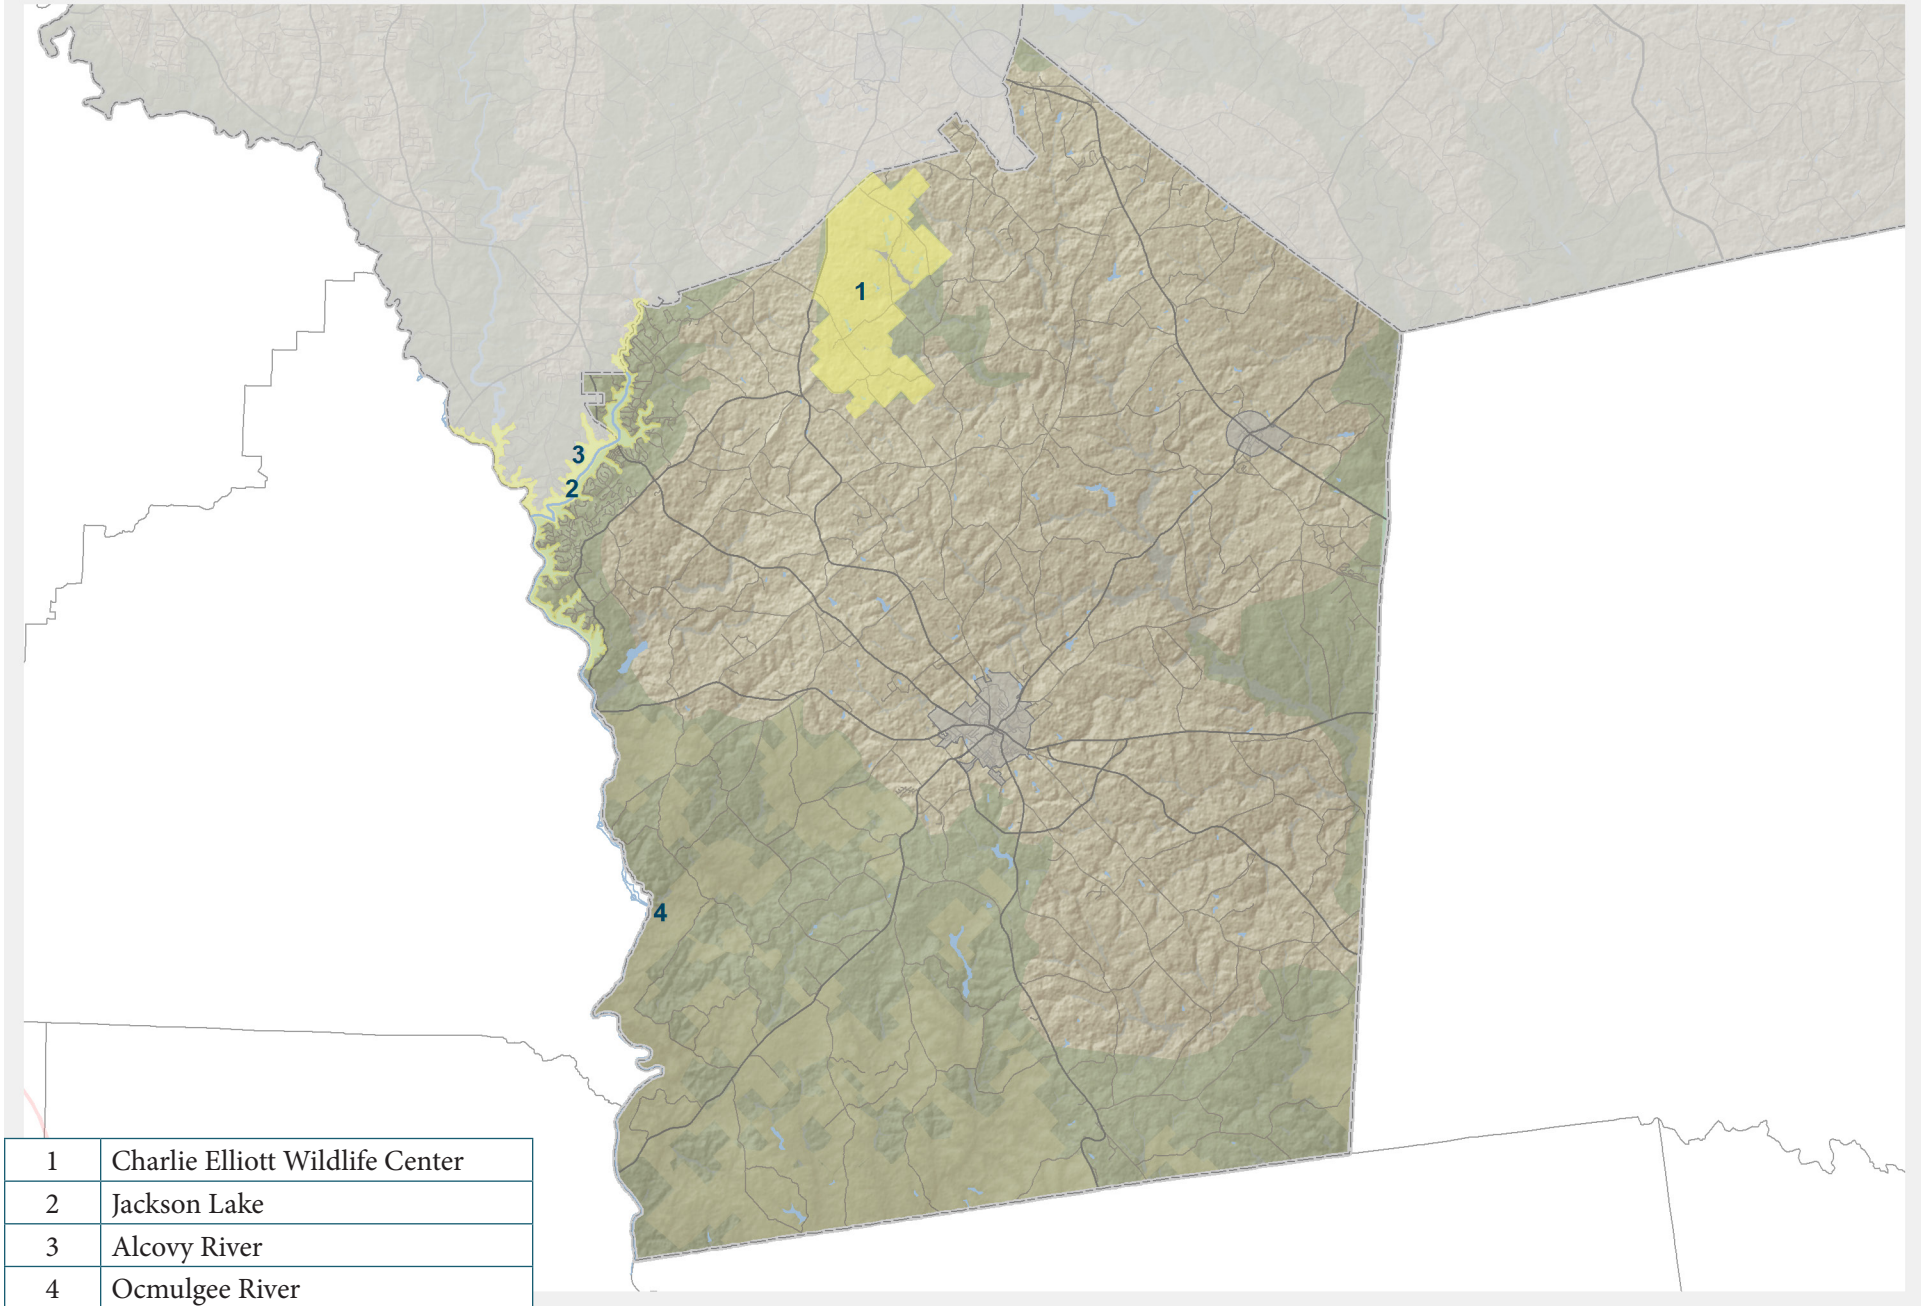 1
3
2
4
1 Charlie Elliott Wildlife Center
2 Jackson Lake
3 Alcovy River
4 Ocmulgee River